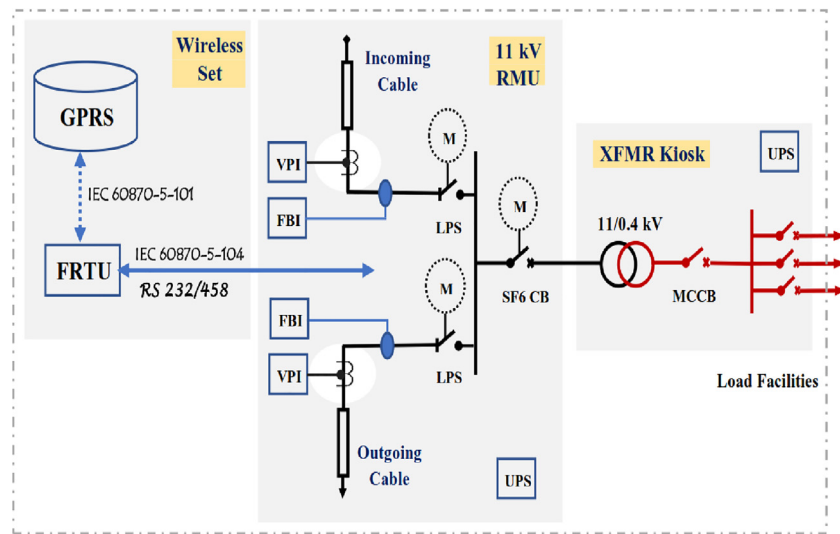 Wireless
Set
GPRS
IEC 60870-5-101
FRTU
IEC 60870-5-104
RS 232/458
11 kV
RMU
Incoming
Cable
M
VPI
FBI
LPS
M
SF6 CB
M
FBI
VPI
LPS
Outgoing
Cable
UPS
XFMR Kiosk
UPS
11/0.4 kV
MCCB
Load Facilities